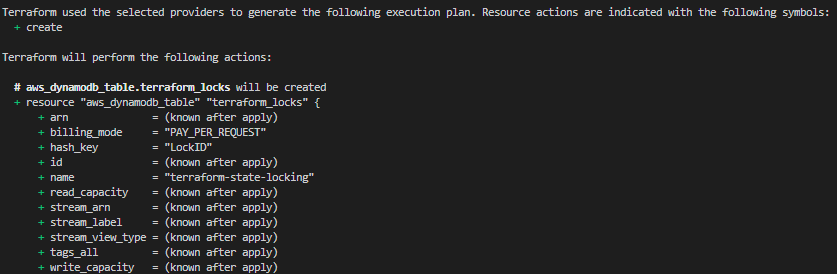 Terraform used the selected providers to generate the following execution plan. Resource actions are indicated with the following symbols:
  + create

Terraform will perform the following actions:

  # aws_dynamodb_table.terraform_locks will be created
  + resource "aws_dynamodb_table" "terraform_locks" {
      + arn              = (known after apply)
      + billing_mode     = "PAY_PER_REQUEST"
      + hash_key         = "LockID"
      + id               = (known after apply)
      + name             = "terraform-state-locking"
      + read_capacity    = (known after apply)
      + stream_arn       = (known after apply)
      + stream_label     = (known after apply)
      + stream_view_type = (known after apply)
      + tags_all         = (known after apply)
      + write_capacity   = (known after apply)